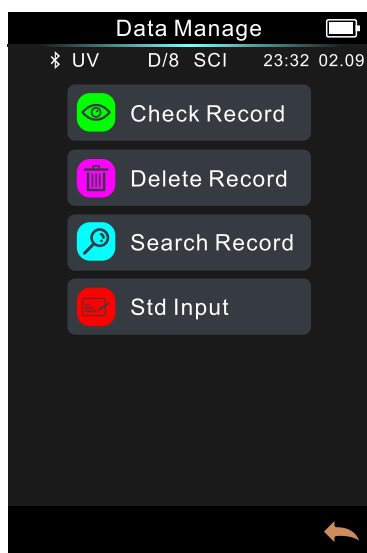 Data Manage
UV D/8 SCI 23:32 02.09
Check Record
Delete Record
Search Record
Std Input